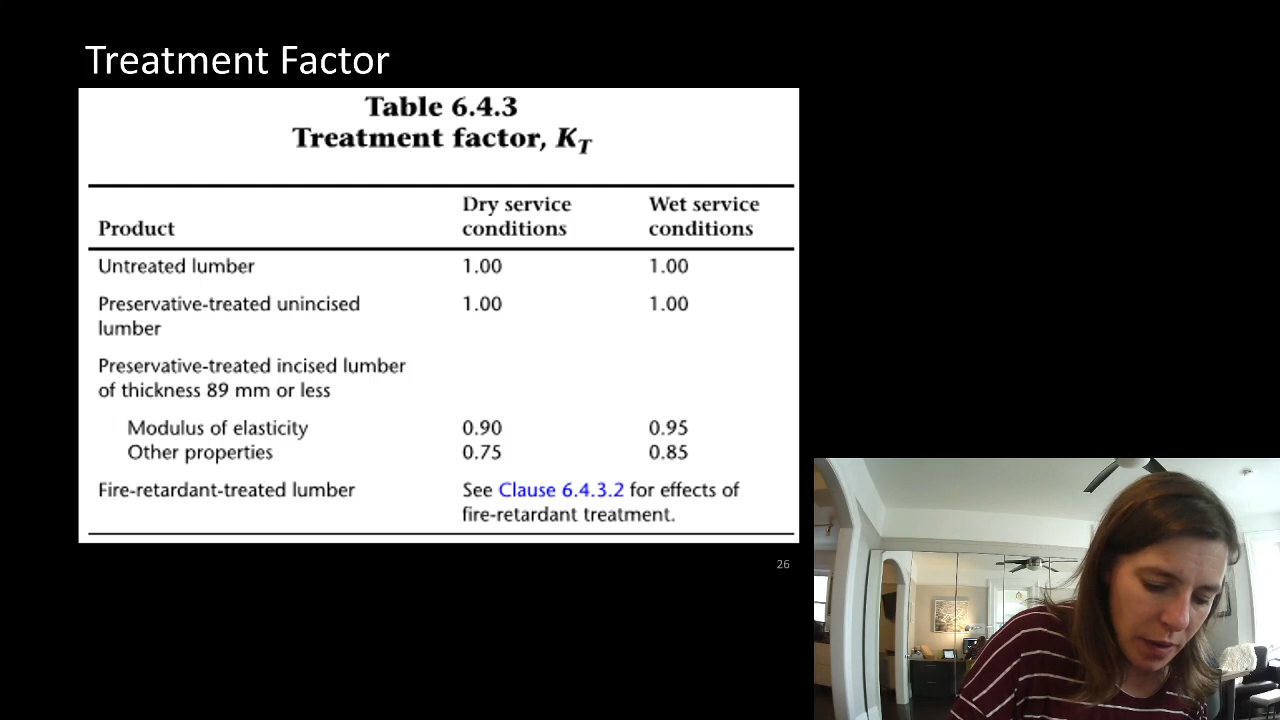 Treatment Factor
Table 6.4.3
Treatment factor, K_T
Product Dry service conditions Wet service conditions
Untreated lumber 1.00 1.00
Preservative-treated unincised 1.00 1.00
lumber
Preservative-treated incised lumber
of thickness 89 mm or less
Modulus of elasticity 0.90 0.95
Other properties 0.75 0.85
Fire-retardant-treated lumber See Clause 6.4.3.2 for effects of
fire-retardant treatment.
26